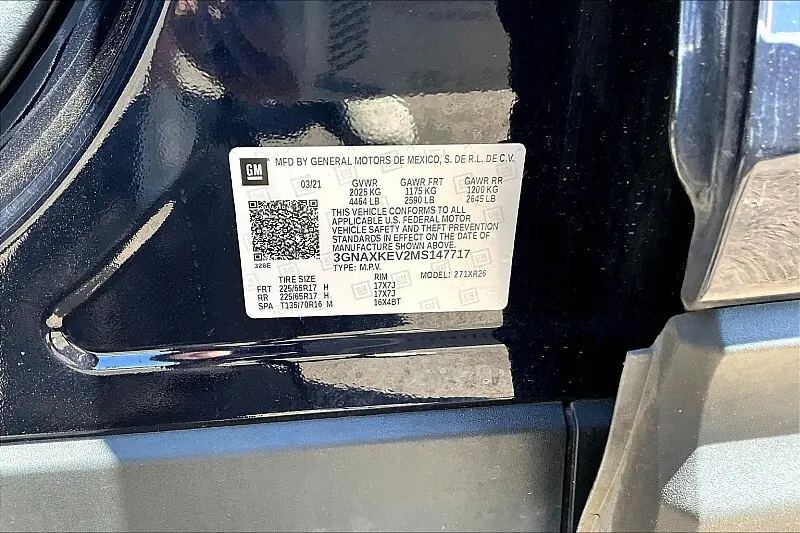 GM MFD BY GENERAL MOTORS DE MEXICO, S. DE R.L. DE C.V.
03/21 GVWR GAWR FRT GAWR RR
2025 KG 1175 KG 1200 KG
4464 LB 2590 LB 2645 LB
THIS VEHICLE CONFORMS TO ALL
APPLICABLE U.S. FEDERAL MOTOR
VEHICLE SAFETY AND THEFT PREVENTION
STANDARDS IN EFFECT ON THE DATE OF
MANUFACTURE SHOWN ABOVE.
3GNAXKEV2MS147717
328E TYPE: M.P.V. MODEL: 271XR26
TIRE SIZE RIM
FRT 225/65R17 H 17X7J
RR 225/65R17 H 17X7J
SPA T135/70R16 M 16X4BT